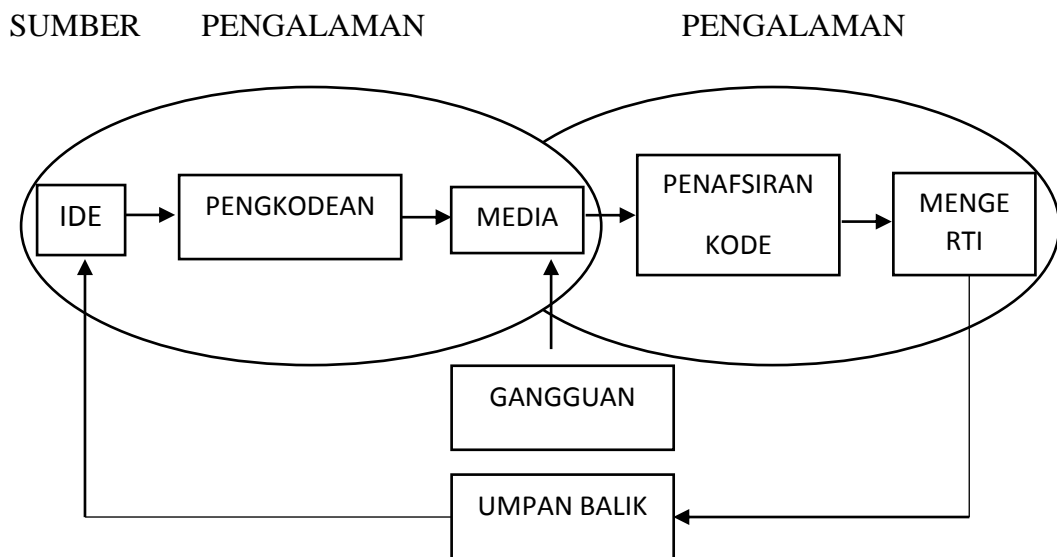 SUMBER PENGALAMAN PENGALAMAN
IDE
PENGKODEAN
MEDIA
PENAFSIRAN
KODE
MENGE
RTI
GANGGUAN
UMPAN BALIK